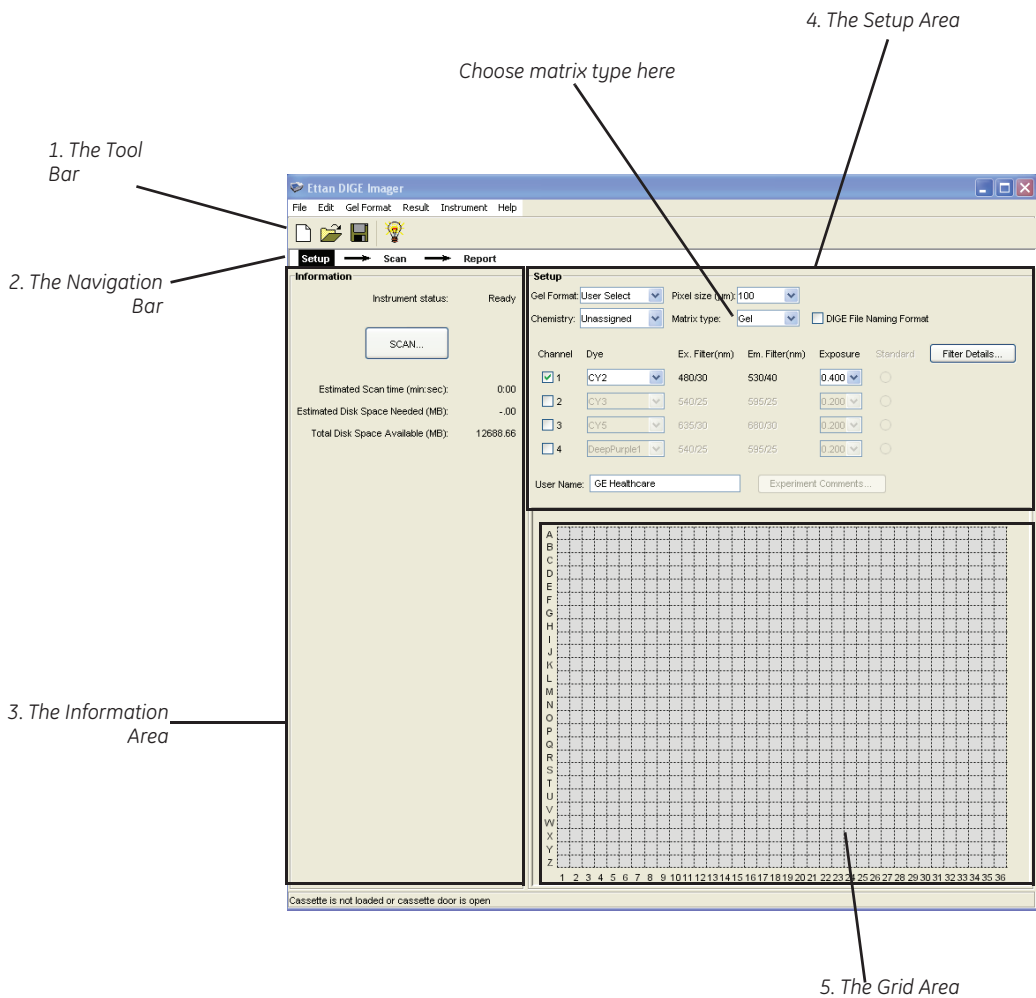 4. The Setup Area
Choose matrix type here
1. The Tool
Bar
Ettan DIGE Imager
File Edit Gel Format Result Instrument Help
2. The Navigation
Bar
Setup Scan Report
Information
Instrument status: Ready
SCAN...
Estimated Scan time (min:sec): 0:00
Estimated Disk Space Needed (MB): -.00
Total Disk Space Available (MB): 12688.66
Setup
Gel Format: User Select Pixel size (µm): 100
Chemistry: Unassigned Matrix type: Gel DIGE File Naming Format
Channel Dye Ex. Filter(nm) Em. Filter(nm) Exposure Standard Filter Details...
1 CY2 480/30 530/40 0.400
2 CY3 540/25 595/25 0.200
3 CY5 635/30 680/30 0.200
4 DeepPurple1 540/25 595/25 0.200
User Name: GE Healthcare Experiment Comments...
A
B
C
D
E
F
G
H
I
J
K
L
M
N
O
P
Q
R
S
T
U
V
W
X
Y
Z
1 2 3 4 5 6 7 8 9 10 11 12 13 14 15 16 17 18 19 20 21 22 23 24 25 26 27 28 29 30 31 32 33 34 35 36
3. The Information
Area
Cassette is not loaded or cassette door is open
5. The Grid Area